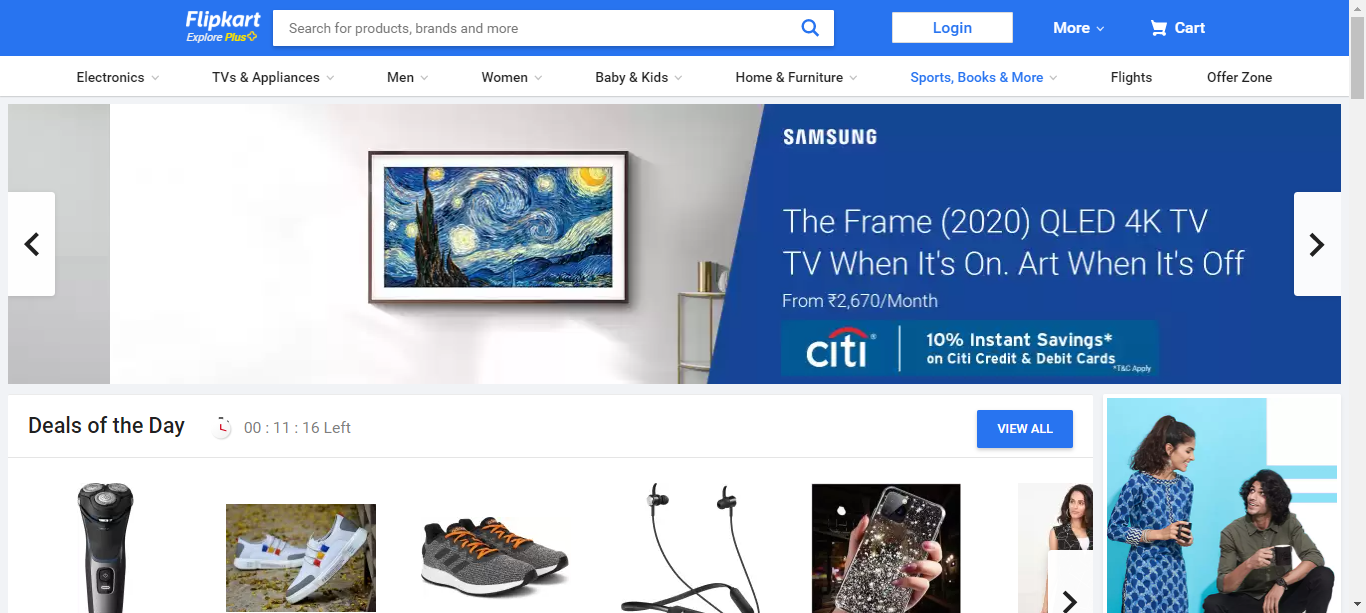 Flipkart
Explore Plus
Search for products, brands and more
Login
More
Cart
Electronics
TVs & Appliances
Men
Women
Baby & Kids
Home & Furniture
Sports, Books & More
Flights
Offer Zone
SAMSUNG
The Frame (2020) QLED 4K TV
TV When It's On. Art When It's Off
From ₹2,670/Month
citi®
10% Instant Savings*
on Citi Credit & Debit Cards
*T&C Apply
Deals of the Day
00 : 11 : 16 Left
VIEW ALL